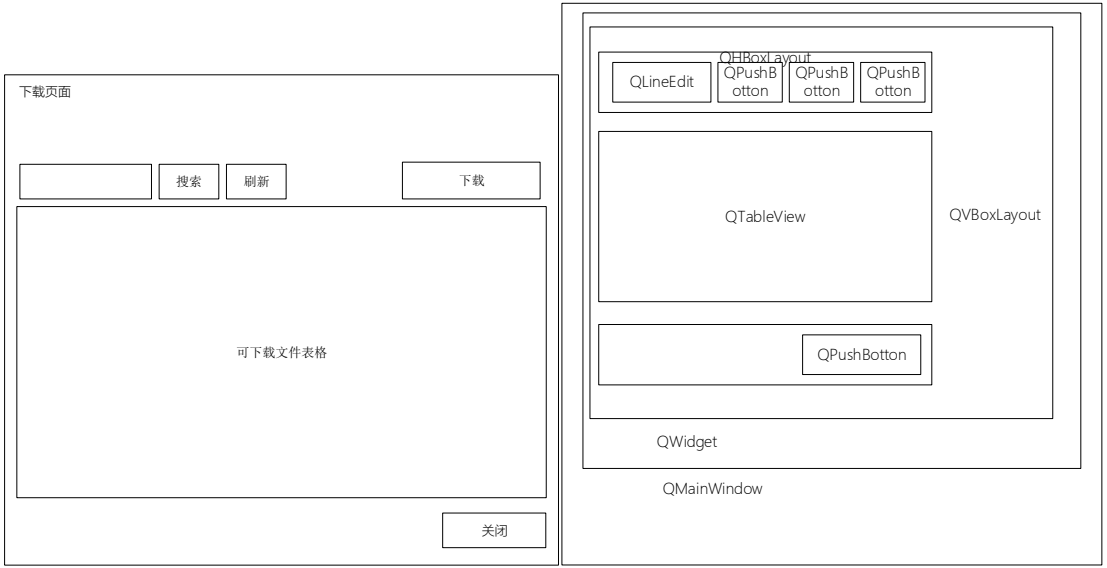 下载页面
搜索
刷新
下载
可下载文件表格
关闭
QHBoxLayout
QLineEdit
QPushB
otton
QPushB
otton
QPushB
otton
QTableView
QVBoxLayout
QPushBotton
QWidget
QMainWindow